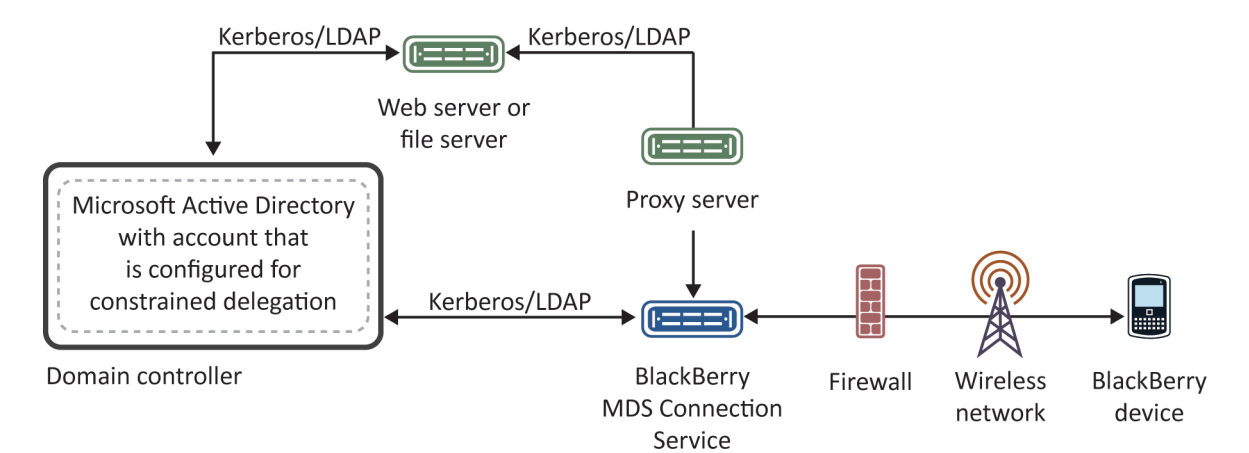 Kerberos/LDAP
Kerberos/LDAP
Web server or
file server
Microsoft Active Directory
with account that
is configured for
constrained delegation
Proxy server
Kerberos/LDAP
Domain controller
BlackBerry
MDS Connection
Service
Firewall
Wireless
network
BlackBerry
device